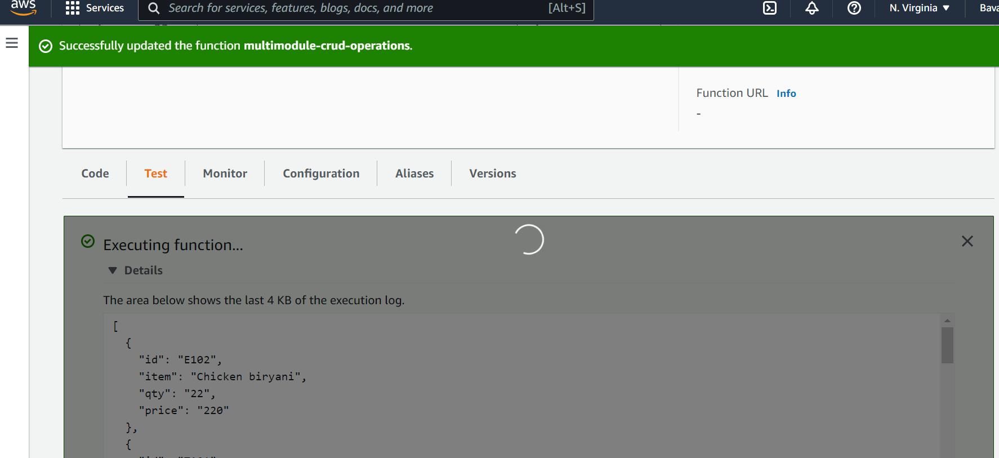 aws Services Search for services, features, blogs, docs, and more [Alt+S] N. Virginia ▼ Bava
Successfully updated the function multimodule-crud-operations.
Function URL Info
-
Code Test Monitor Configuration Aliases Versions
Executing function...
▼ Details
The area below shows the last 4 KB of the execution log.
[
{
"id": "E102",
"item": "Chicken biryani",
"qty": "22",
"price": "220"
},
{